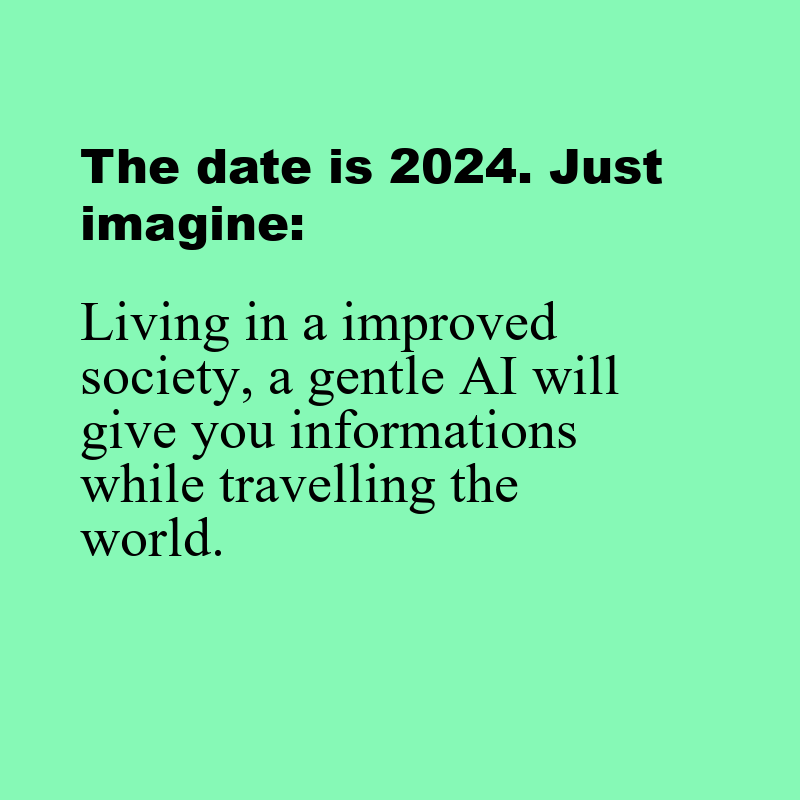 The date is 2024. Just
imagine:
Living in a improved
society, a gentle AI will
give you informations
while travelling the
world.